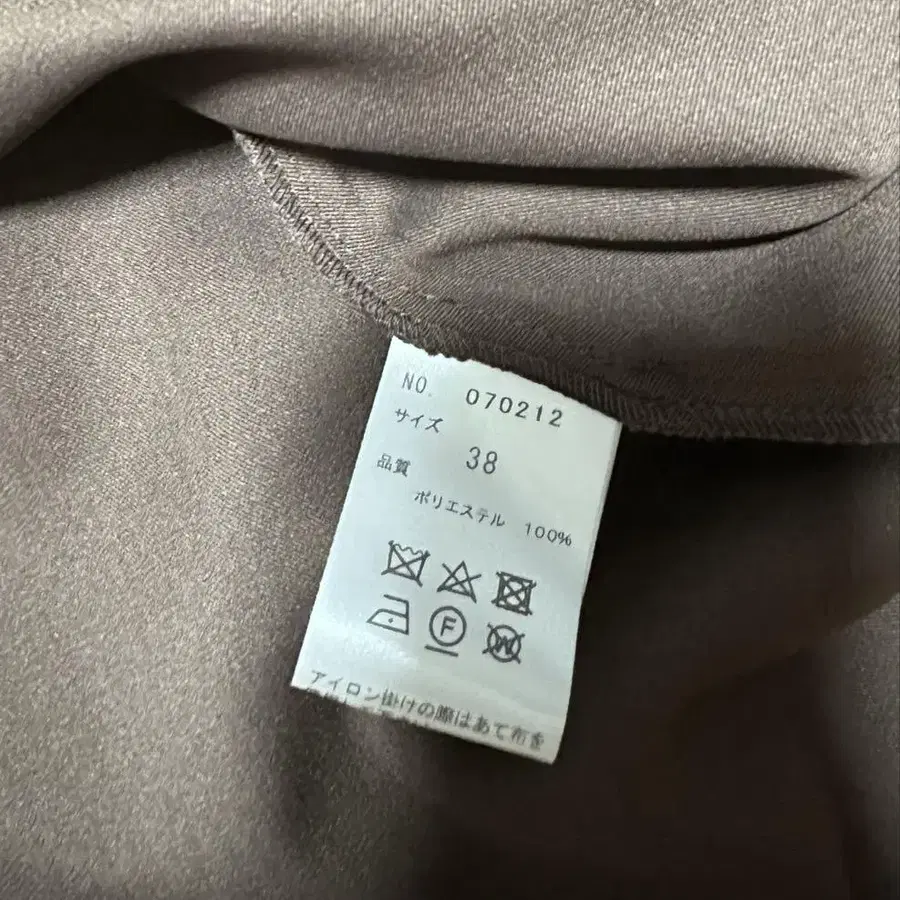 NO. 070212
サイズ 38
品質
ポリエステル 100%
F
W
アイロン掛けの際はあて布を